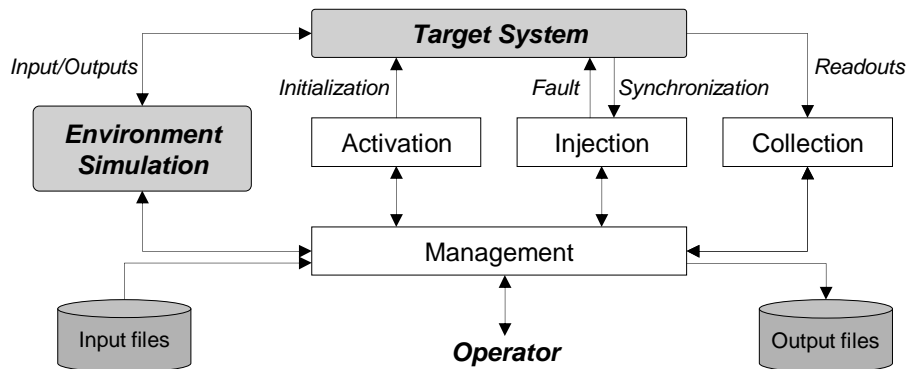 Target System
Input/Outputs
Initialization
Fault
Synchronization
Readouts
Environment
Simulation
Activation
Injection
Collection
Management
Input files
Operator
Output files